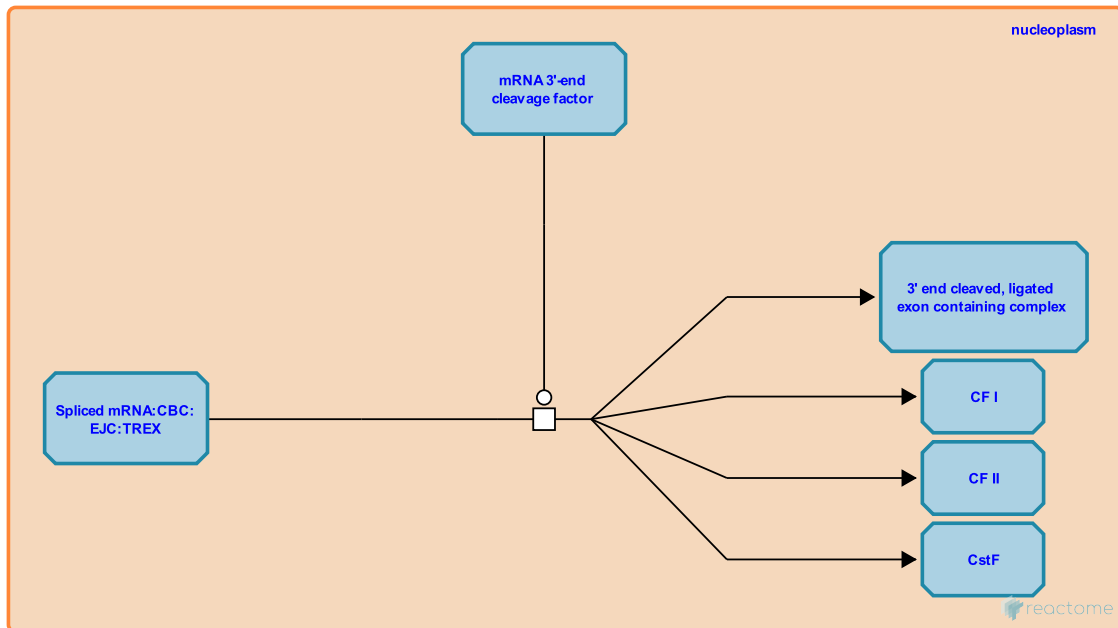 nucleoplasm
mRNA 3'-end
cleavage factor
3' end cleaved, ligated
exon containing complex
Spliced mRNA:CBC:
EJC:TREX
CF I
CF II
CstF
reactome